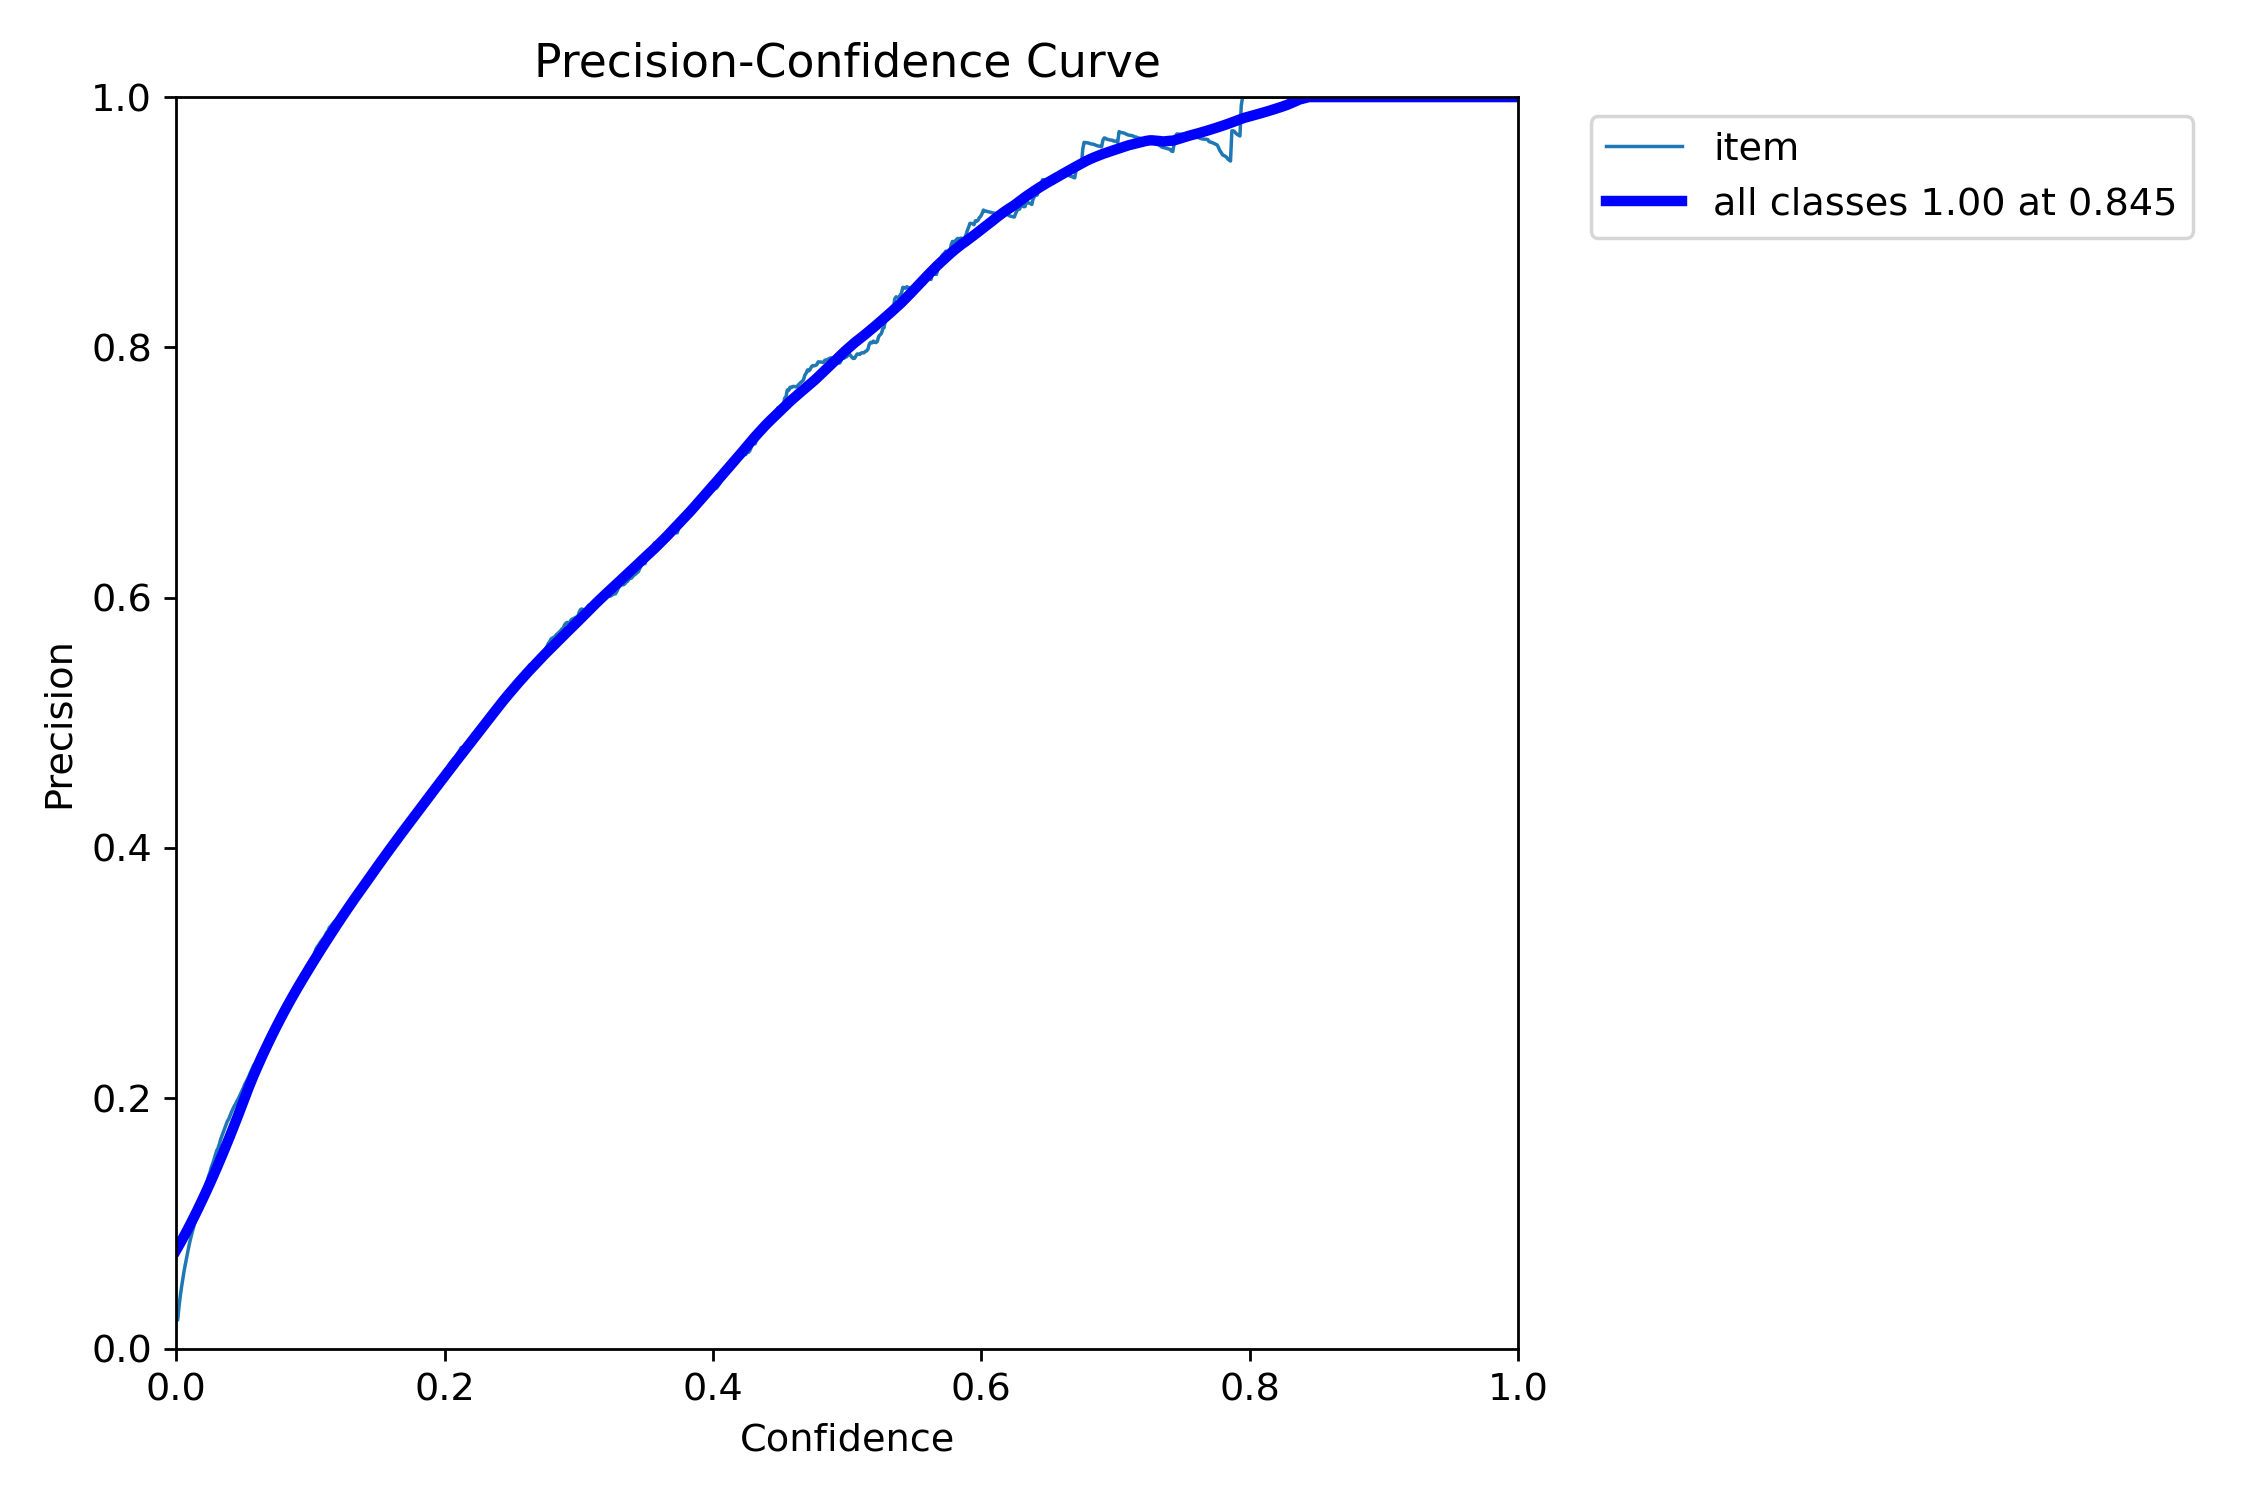 Precision-Confidence Curve
1.0
0.8
0.6
0.4
0.2
0.0
Precision
0.0 0.2 0.4 0.6 0.8 1.0
Confidence
item
all classes 1.00 at 0.845